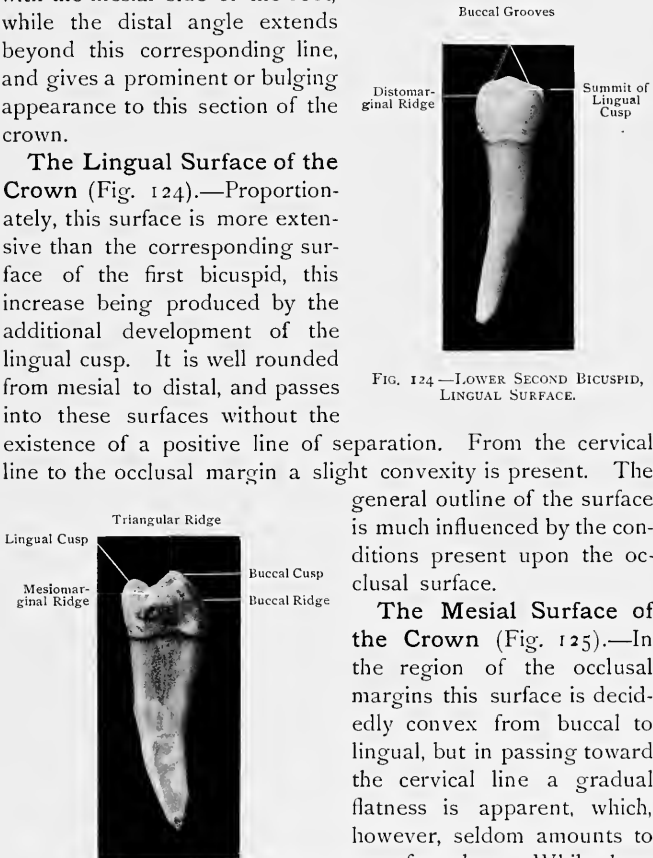 while the distal angle extends
beyond this corresponding line,
and gives a prominent or bulging
appearance to this section of the
crown.
The Lingual Surface of the
Crown (Fig. 124).—Proportion-
ately, this surface is more exten-
sive than the corresponding sur-
face of the first bicuspid, this
increase being produced by the
additional development of the
lingual cusp. It is well rounded
from mesial to distal, and passes
into these surfaces without the
Buccal Grooves
Distomar-
ginal Ridge
Summit of
Lingual
Cusp
FIG. 124—LOWER SECOND BICUSPID,
LINGUAL SURFACE.
existence of a positive line of separation. From the cervical
line to the occlusal margin a slight convexity is present. The
Triangular Ridge
Lingual Cusp
Mesiomar-
ginal Ridge
Buccal Cusp
Buccal Ridge
general outline of the surface
is much influenced by the con-
ditions present upon the oc-
clusal surface.
The Mesial Surface of
the Crown (Fig. 125).—In
the region of the occlusal
margins this surface is decid-
edly convex from buccal to
lingual, but in passing toward
the cervical line a gradual
flatness is apparent, which,
however, seldom amounts to